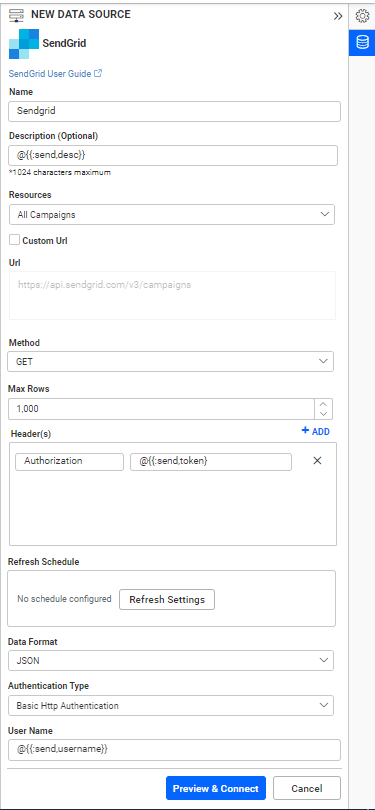 NEW DATA SOURCE
SendGrid
SendGrid User Guide
Name
Sendgrid
Description (Optional)
@{{:send,desc}}
*1024 characters maximum
Resources
All Campaigns
Custom Url
Url
https://api.sendgrid.com/v3/campaigns
Method
GET
Max Rows
1,000
Header(s)
+ ADD
Authorization @{{:send,token}
Refresh Schedule
No schedule configured Refresh Settings
Data Format
JSON
Authentication Type
Basic Http Authentication
User Name
@{{:send,username}}
Preview & Connect Cancel